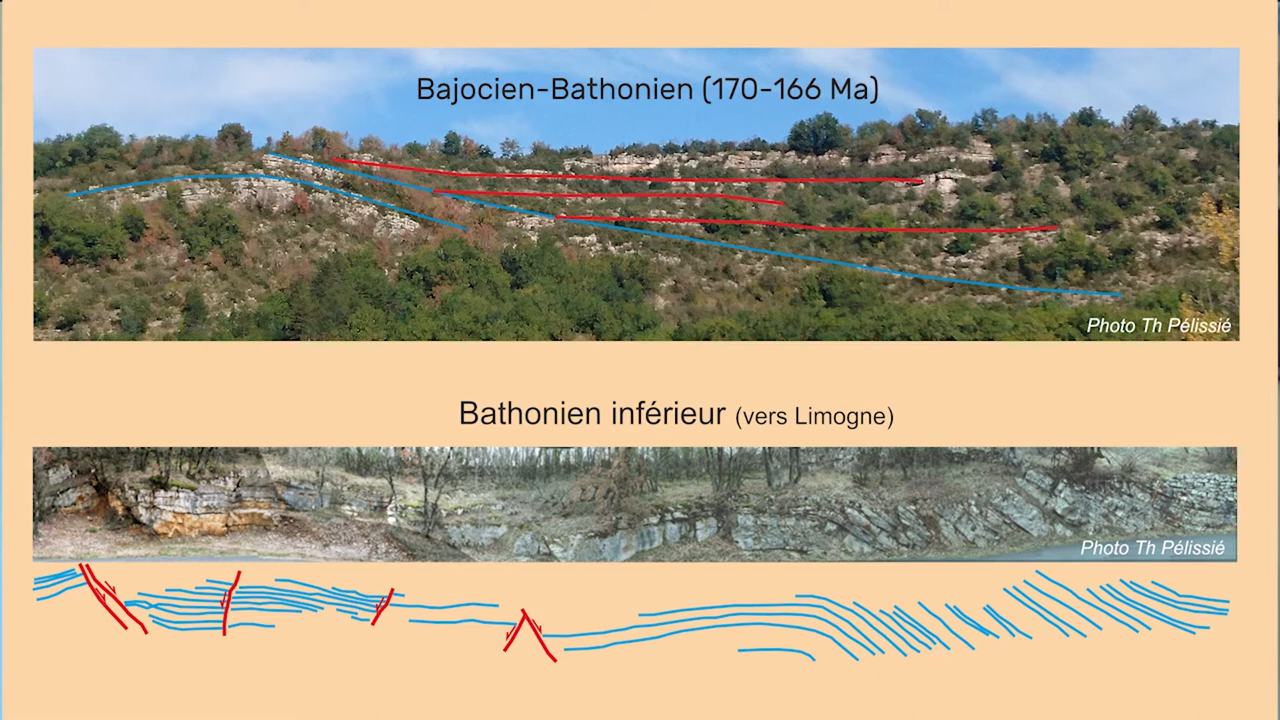 Bajocien-Bathonien (170-166 Ma)
Photo Th Pélissié
Bathonien inférieur (vers Limogne)
Photo Th Pélissié